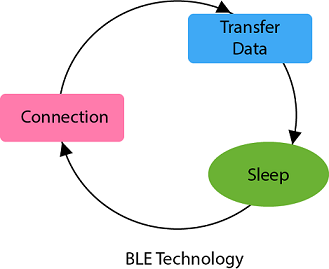 Transfer
Data
Connection
Sleep
BLE Technology